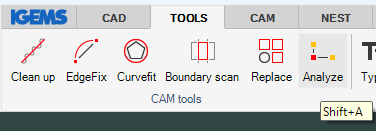 IGEMS CAD TOOLS CAM NEST
Clean up EdgeFix Curvefit Boundary scan Replace Analyze
CAM tools
Shift+A